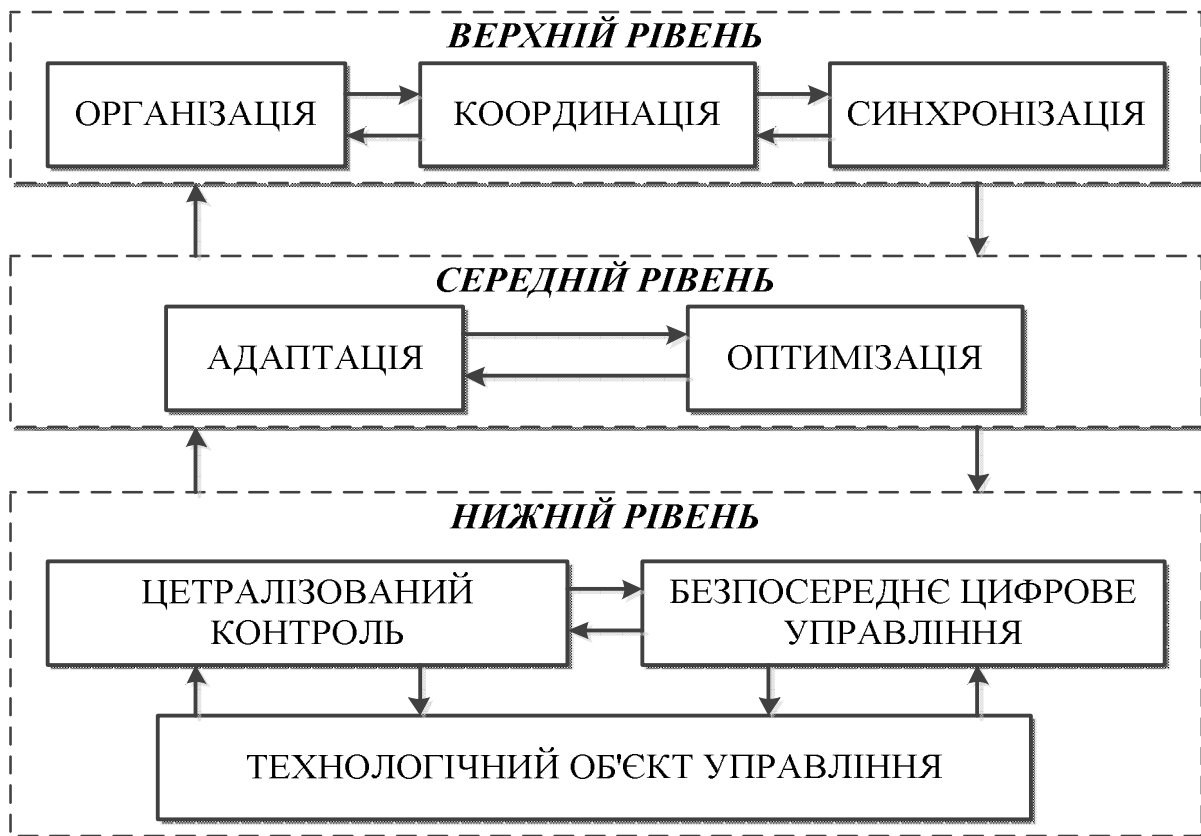 ВЕРХНІЙ РІВЕНЬ
ОРГАНІЗАЦІЯ
КООРДИНАЦІЯ
СИНХРОНІЗАЦІЯ
СЕРЕДНІЙ РІВЕНЬ
АДАПТАЦІЯ
ОПТИМІЗАЦІЯ
НИЖНІЙ РІВЕНЬ
ЦЕТРАЛІЗОВАНИЙ
КОНТРОЛЬ
БЕЗПОСЕРЕДНЄ ЦИФРОВЕ
УПРАВЛІННЯ
ТЕХНОЛОГІЧНИЙ ОБ'ЄКТ УПРАВЛІННЯ